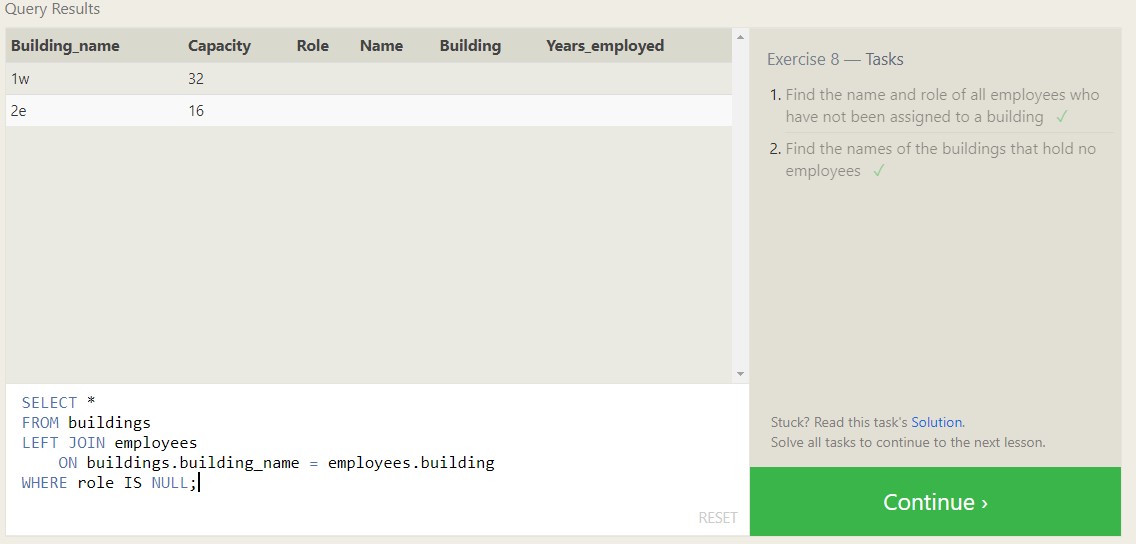 Query Results
Building_name Capacity Role Name Building Years_employed
1w 32
2e 16
SELECT *
FROM buildings
LEFT JOIN employees
    ON buildings.building_name = employees.building
WHERE role IS NULL;
RESET
Exercise 8 — Tasks
1. Find the name and role of all employees who
have not been assigned to a building ✓
2. Find the names of the buildings that hold no
employees ✓
Stuck? Read this task's Solution.
Solve all tasks to continue to the next lesson.
Continue ›